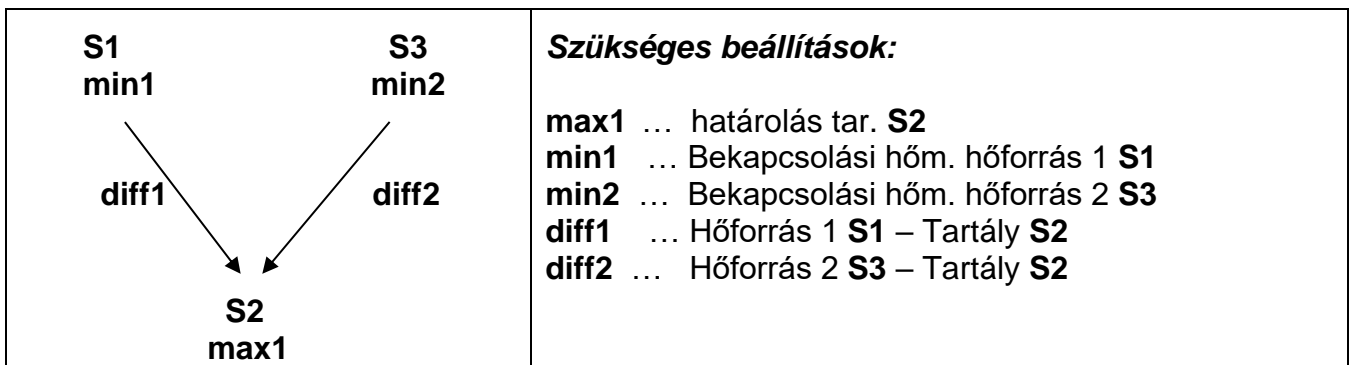 S1 S3
min1 min2
diff1 diff2
S2
max1
Szükséges beállítások:
max1 … határolás tar. S2
min1 … Bekapcsolási hőm. hőforrás 1 S1
min2 … Bekapcsolási hőm. hőforrás 2 S3
diff1 … Hőforrás 1 S1 – Tartály S2
diff2 … Hőforrás 2 S3 – Tartály S2